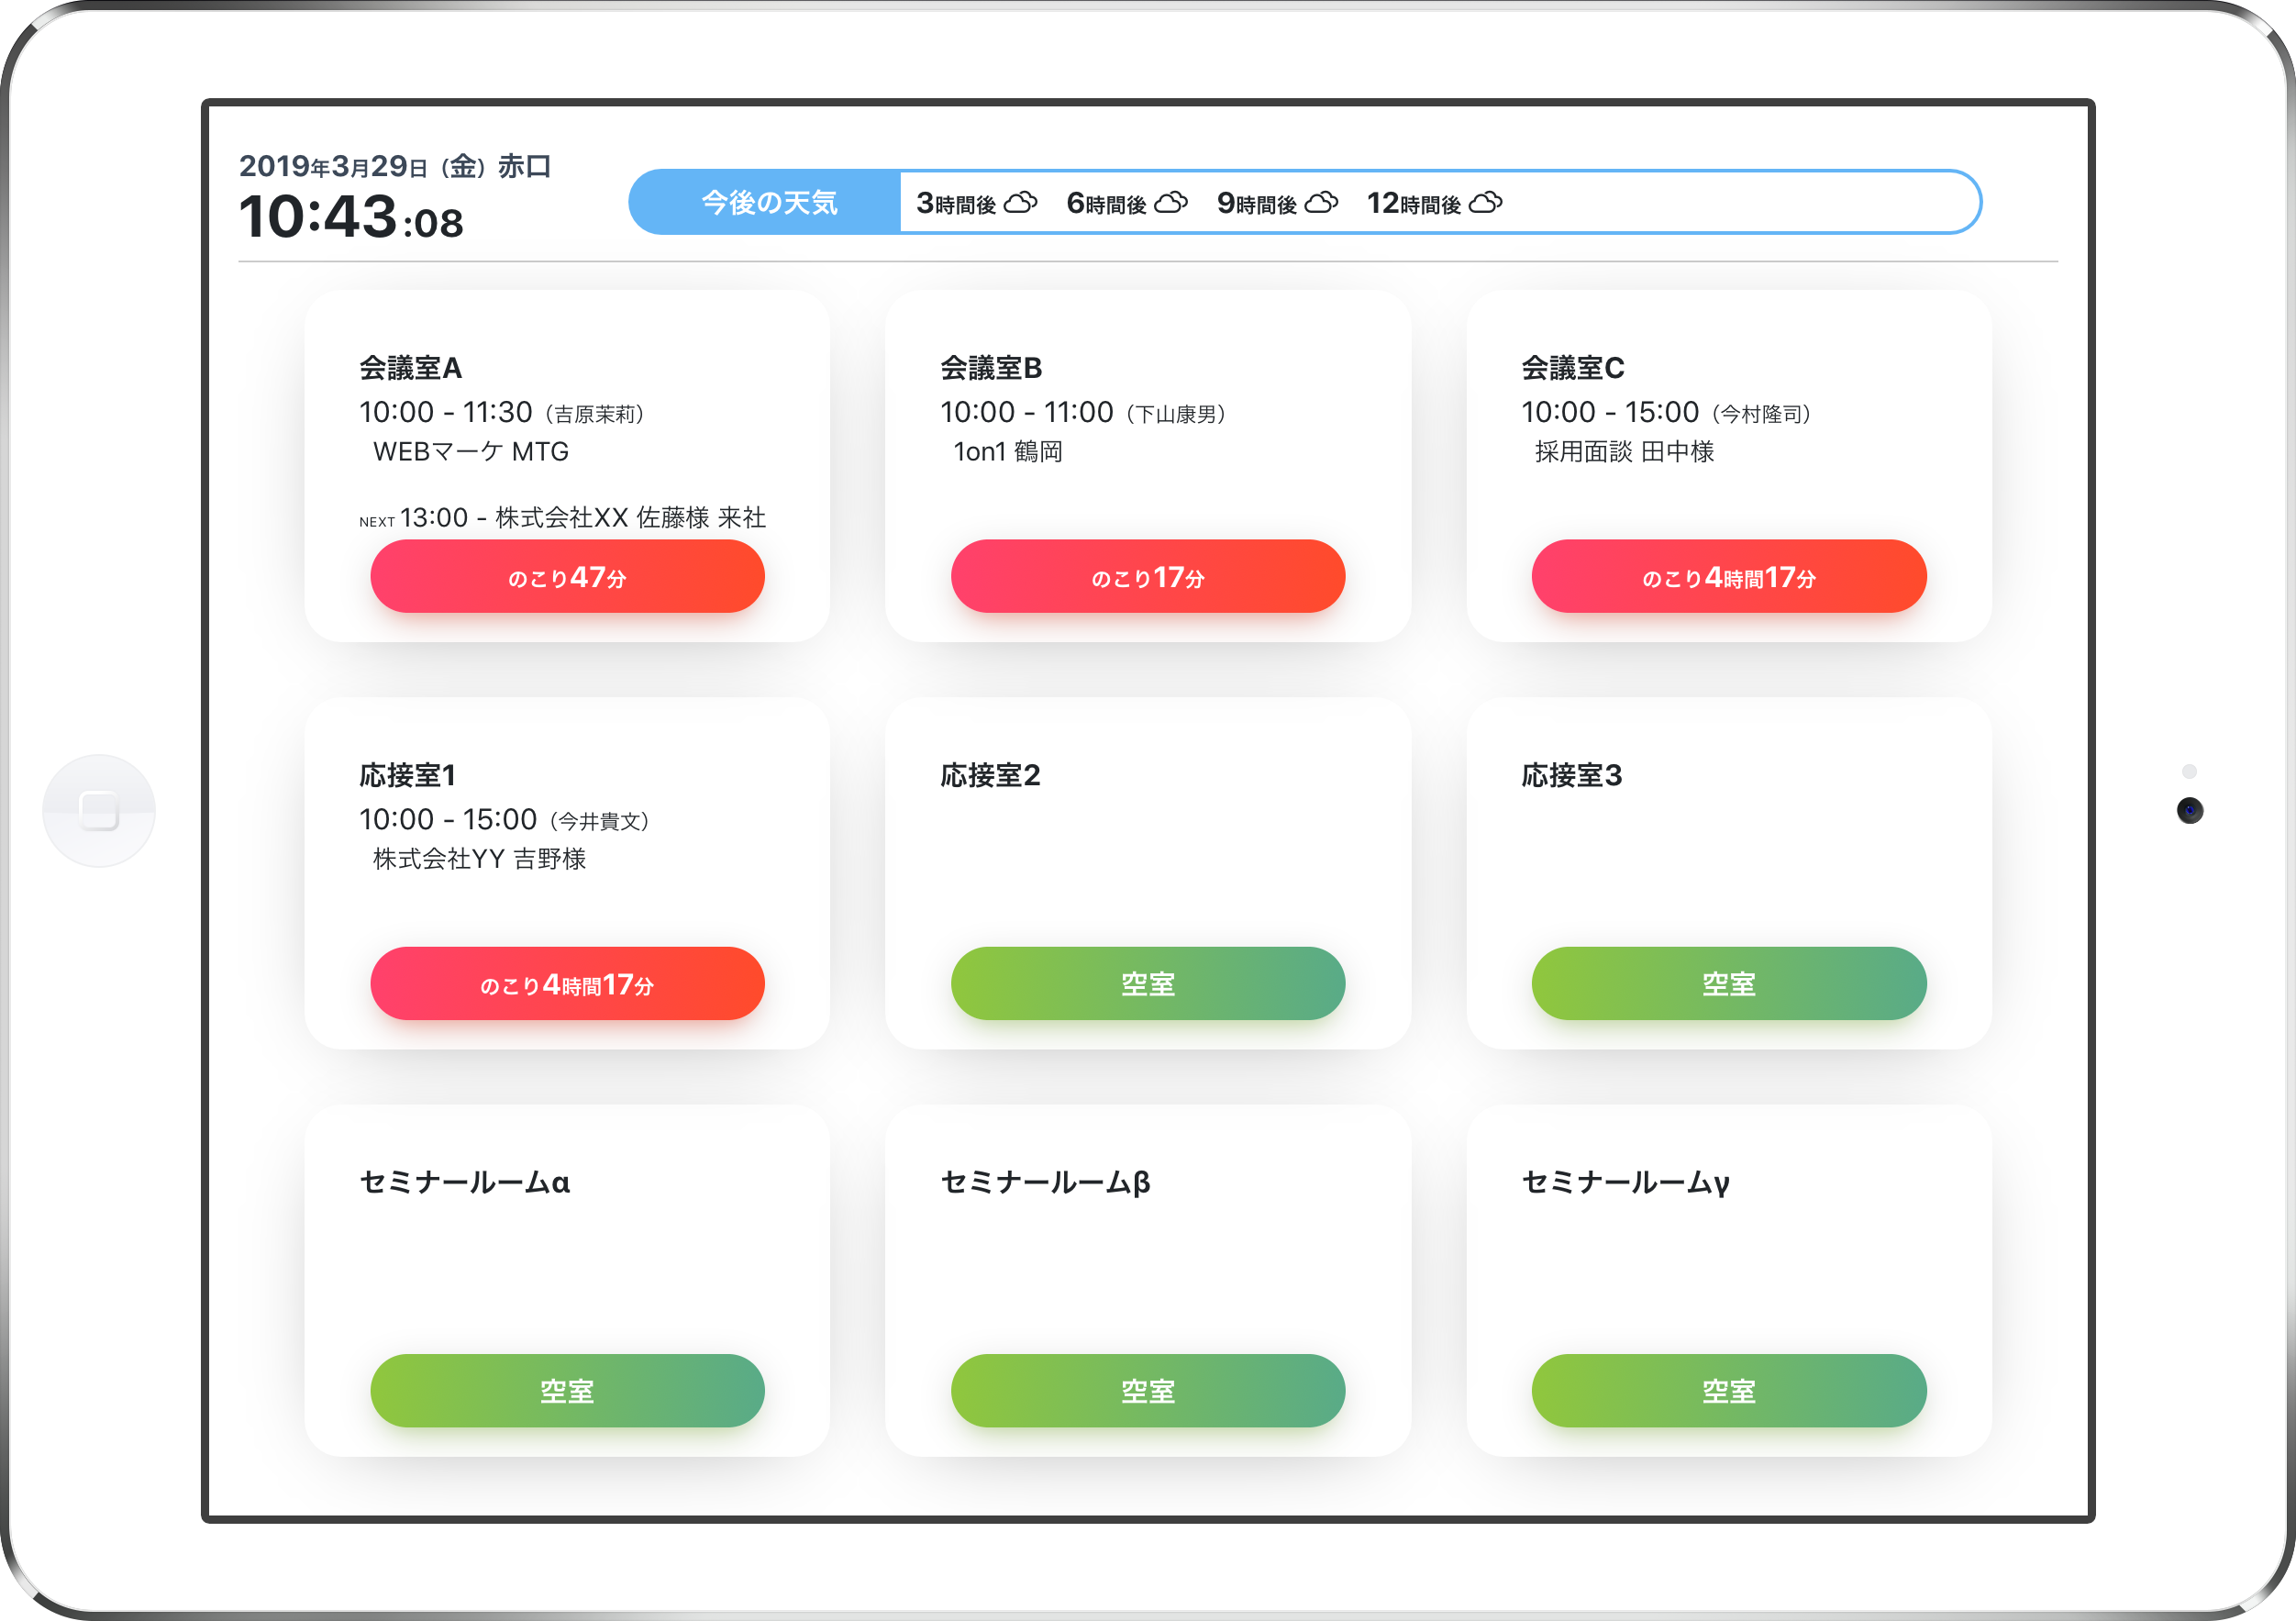 2019年3月29日（金）赤口
10:43:08
今後の天気 3時間後 6時間後 9時間後 12時間後
会議室A
10:00 - 11:30（吉原茉莉）
WEBマーケ MTG
NEXT 13:00 - 株式会社XX 佐藤様 来社
のこり47分
会議室B
10:00 - 11:00（下山康男）
1on1 鶴岡
のこり17分
会議室C
10:00 - 15:00（今村隆司）
採用面談 田中様
のこり4時間17分
応接室1
10:00 - 15:00（今井貴文）
株式会社YY 吉野様
のこり4時間17分
応接室2
空室
応接室3
空室
セミナールームα
空室
セミナールームβ
空室
セミナールームγ
空室